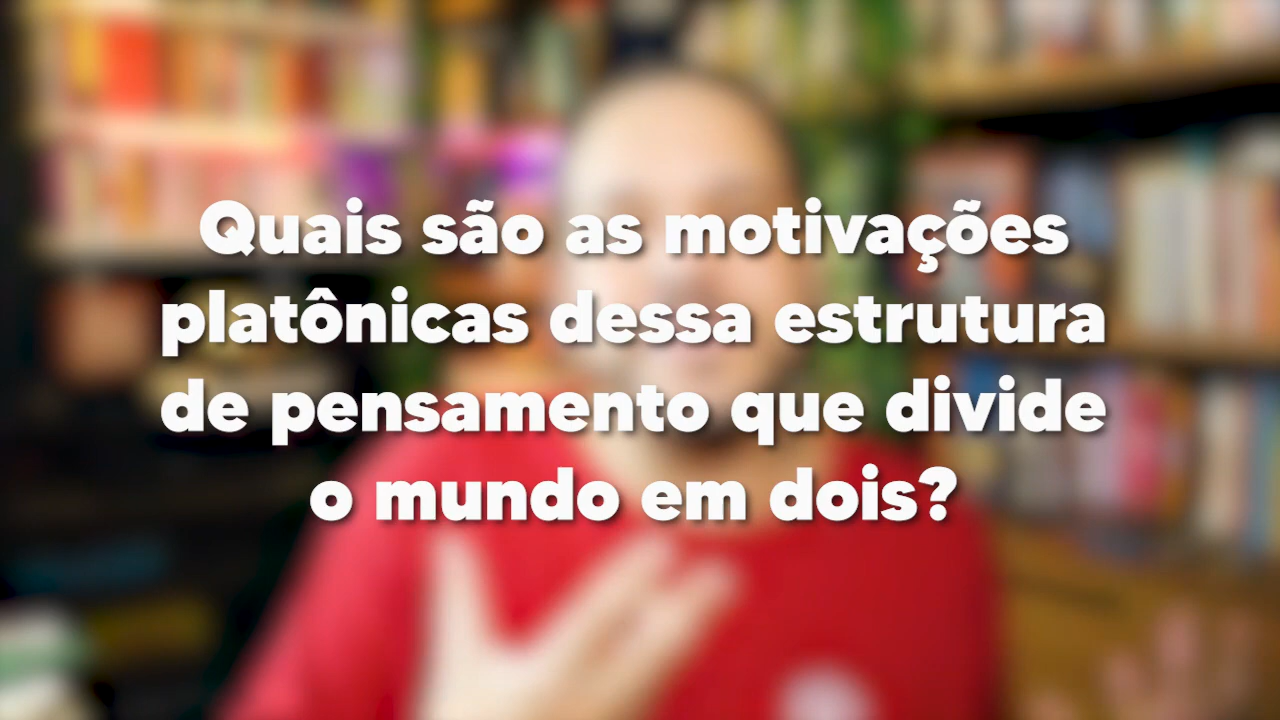 Quais são as motivações
platônicas dessa estrutura
de pensamento que divide
o mundo em dois?